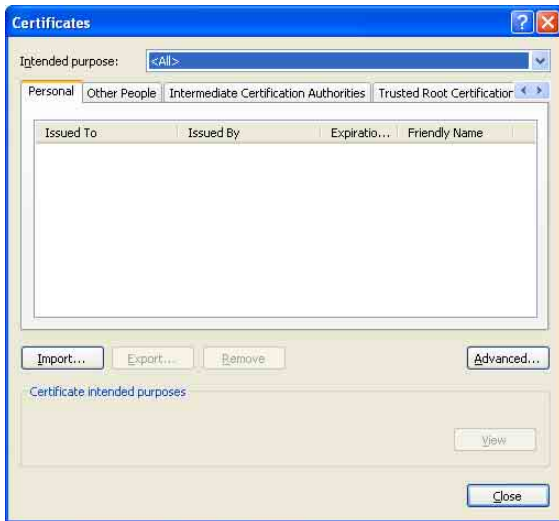 Certificates
Intended purpose: <All>
Personal Other People Intermediate Certification Authorities Trusted Root Certification
Issued To Issued By Expiratio... Friendly Name
Import... Export... Remove Advanced...
Certificate intended purposes
View
Close